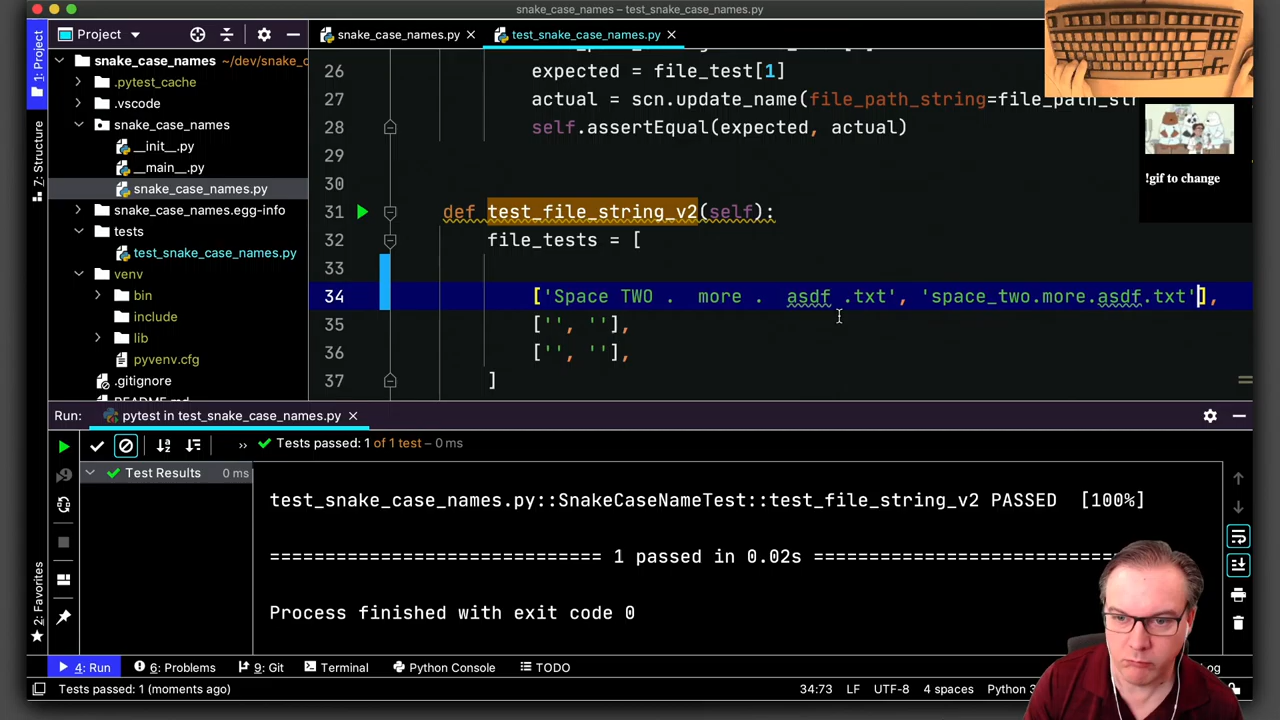 snake_case_names – test_snake_case_names.py
Project
snake_case_names.py
test_snake_case_names.py
1: Project
7: Structure
2: Favorites
snake_case_names ~/dev/snake_c
.pytest_cache
.vscode
snake_case_names
__init__.py
__main__.py
snake_case_names.py
snake_case_names.egg-info
tests
test_snake_case_names.py
venv
bin
include
lib
pyvenv.cfg
.gitignore
26 expected = file_test[1]
27 actual = scn.update_name(file_path_string=file_path_str
28 self.assertEqual(expected, actual)
29
30
31 def test_file_string_v2(self):
32 file_tests = [
33
34 ['Space TWO .  more .  asdf .txt', 'space_two.more.asdf.txt'],
35 ['', ''],
36 ['', ''],
37 ]
!gif to change
Run: pytest in test_snake_case_names.py
» Tests passed: 1 of 1 test – 0 ms
Test Results 0 ms
test_snake_case_names.py::SnakeCaseNameTest::test_file_string_v2 PASSED [100%]
============================= 1 passed in 0.02s =============================
Process finished with exit code 0
4: Run
6: Problems
9: Git
Terminal
Python Console
TODO
Tests passed: 1 (moments ago)
34:73 LF UTF-8 4 spaces Python 3